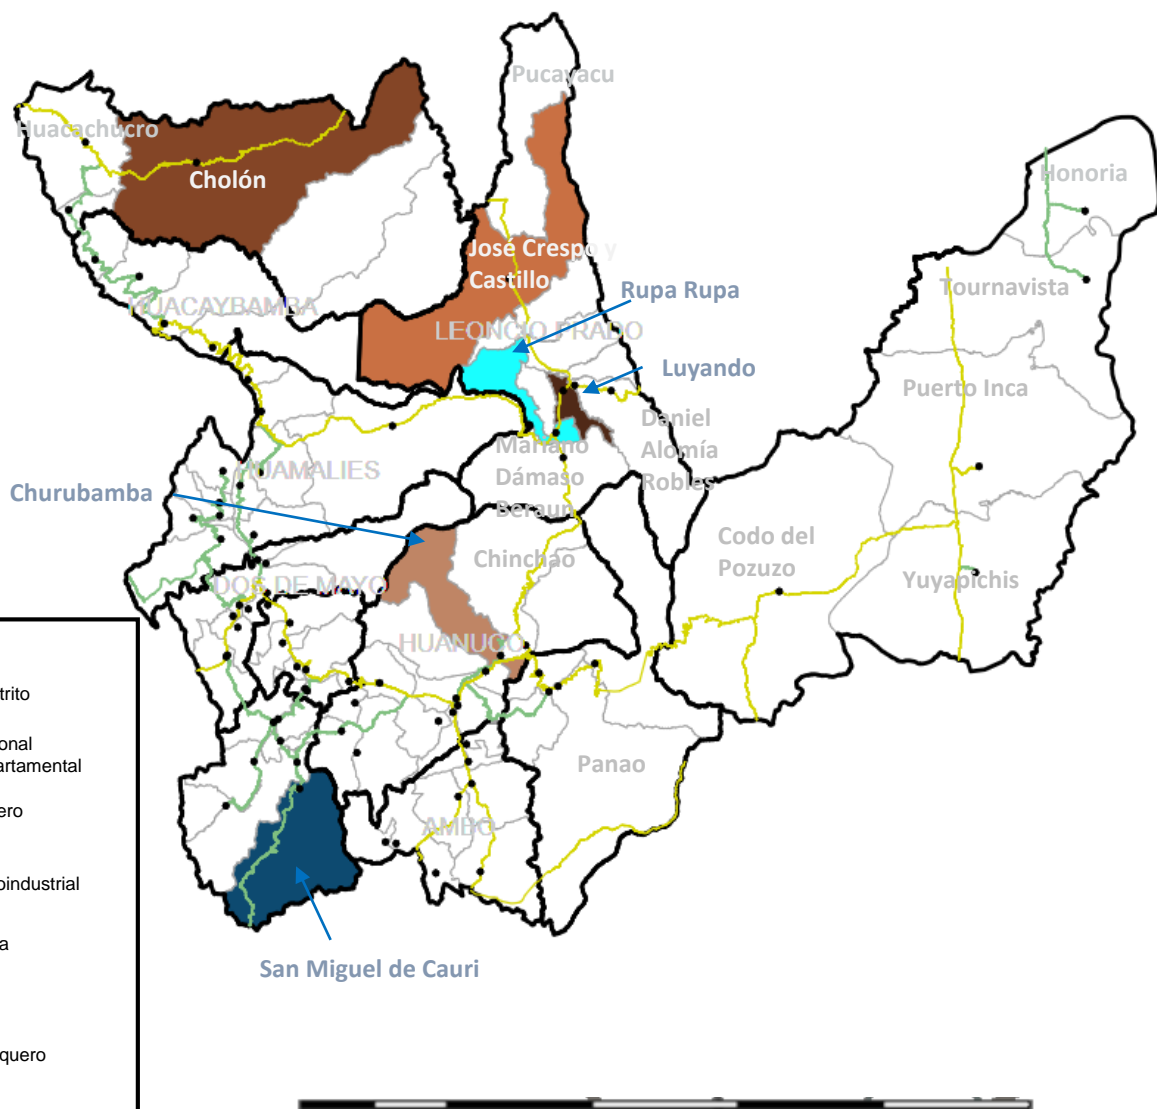 Pucayacu
Huacachucro
Cholón
Honoria
José Crespo y
Castillo
Rupa Rupa
Tournavista
HUACAYBAMBA
LEONCIO PRADO
Luyando
Puerto Inca
Daniel
Alomía
Robles
Mariano
Dámaso
Beraun
HUAMALIES
Churubamba
Chinchao
Codo del
Pozuzo
Yuyapichis
DOS DE MAYO
HUANUCO
Panao
AMBO
San Miguel de Cauri
trito
onal
artamental
ero
oindustrial
a
quero